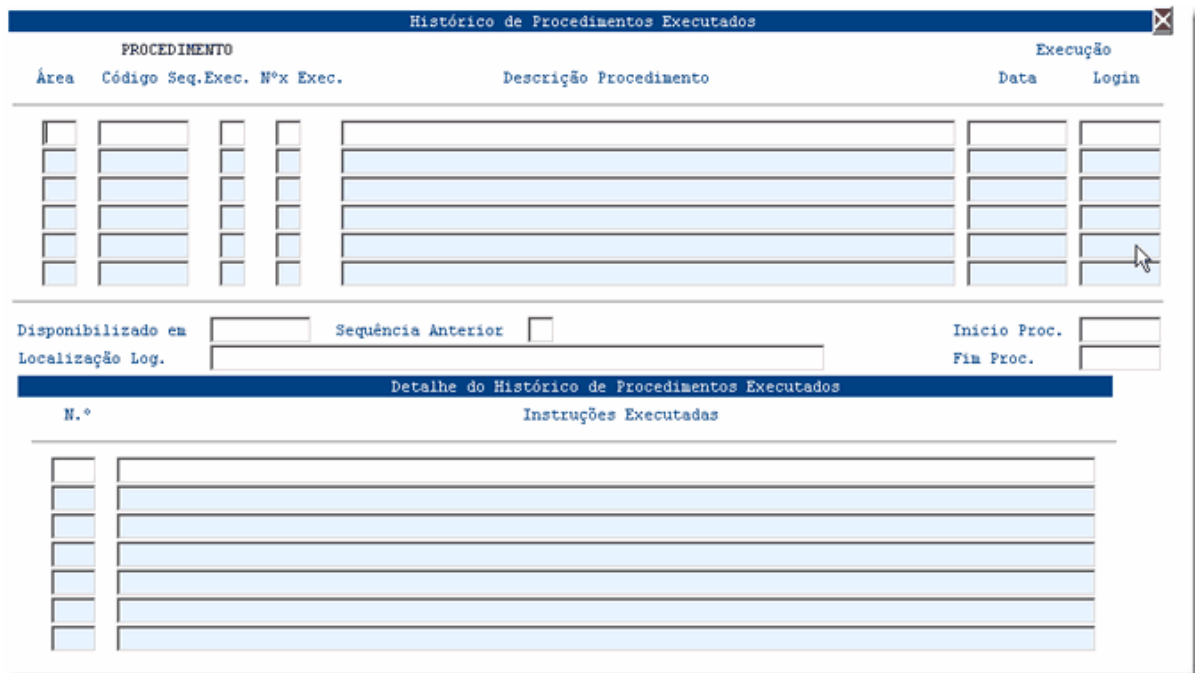 Histórico de Procedimentos Executados
PROCEDIMENTO Execução
Área Código Seq.Exec. Nºx Exec. Descrição Procedimento Data Login
Disponibilizado em Sequência Anterior Inicio Proc.
Localização Log. Fim Proc.
Detalhe do Histórico de Procedimentos Executados
N.º Instruções Executadas